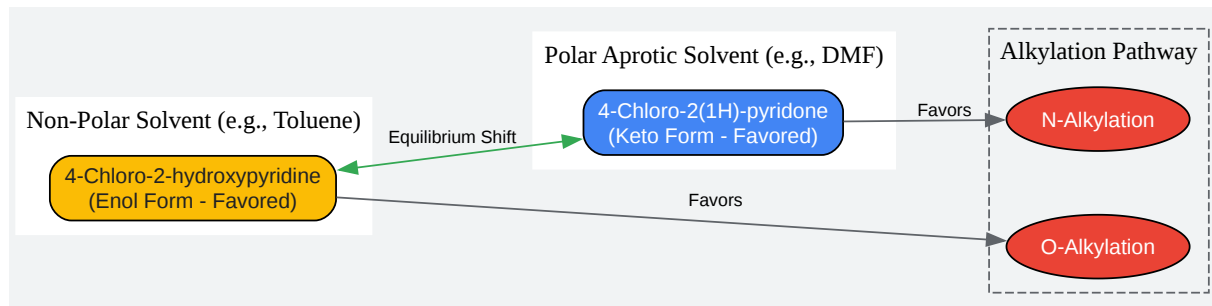 Non-Polar Solvent (e.g., Toluene)
4-Chloro-2-hydroxypyridine
(Enol Form - Favored)
Equilibrium Shift
Polar Aprotic Solvent (e.g., DMF)
4-Chloro-2(1H)-pyridone
(Keto Form - Favored)
Favors
Favors
Alkylation Pathway
N-Alkylation
O-Alkylation